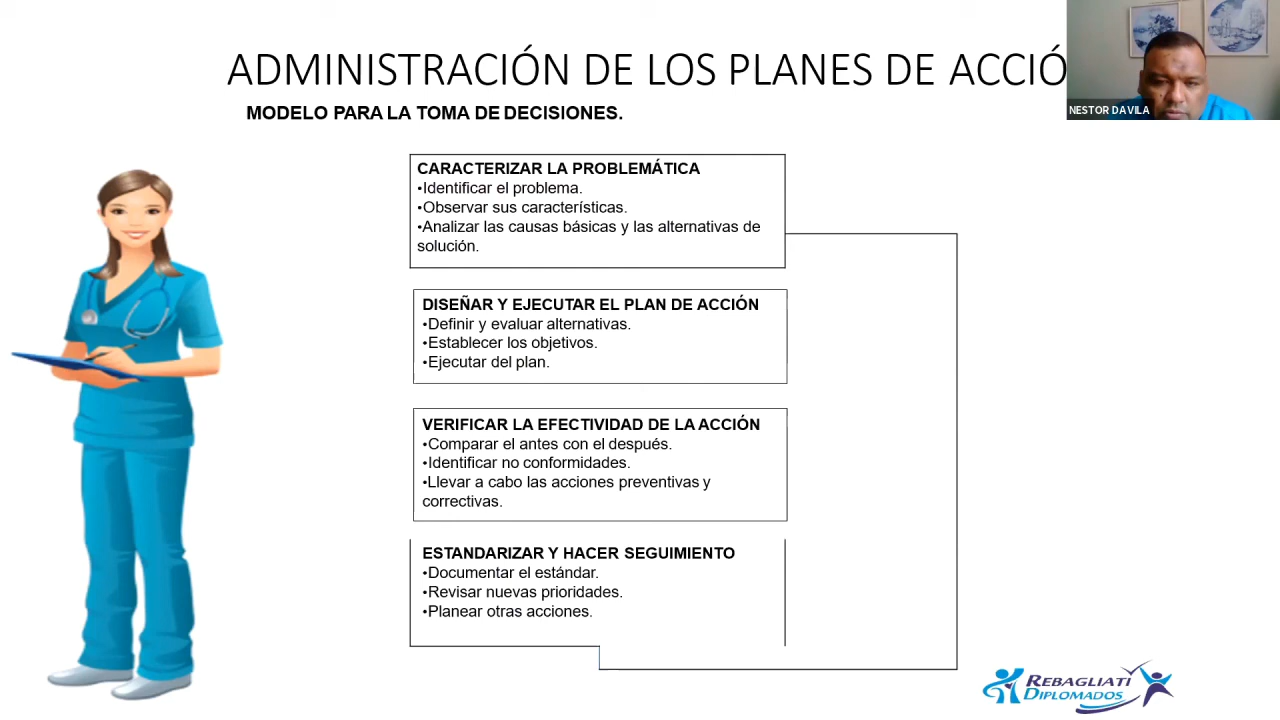 ADMINISTRACIÓN DE LOS PLANES DE ACCIÓ
NESTOR DAVILA
MODELO PARA LA TOMA DE DECISIONES.
CARACTERIZAR LA PROBLEMÁTICA
•Identificar el problema.
•Observar sus características.
•Analizar las causas básicas y las alternativas de
solución.
DISEÑAR Y EJECUTAR EL PLAN DE ACCIÓN
•Definir y evaluar alternativas.
•Establecer los objetivos.
•Ejecutar del plan.
VERIFICAR LA EFECTIVIDAD DE LA ACCIÓN
•Comparar el antes con el después.
•Identificar no conformidades.
•Llevar a cabo las acciones preventivas y
correctivas.
ESTANDARIZAR Y HACER SEGUIMIENTO
•Documentar el estándar.
•Revisar nuevas prioridades.
•Planear otras acciones.
REBAGLIATI
DIPLOMADOS